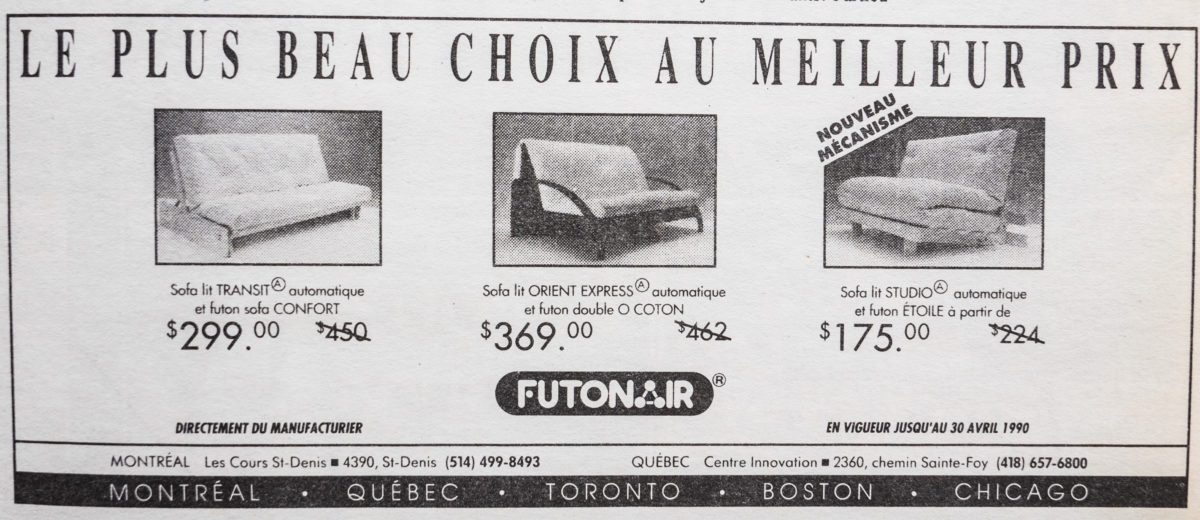 LE PLUS BEAU CHOIX AU MEILLEUR PRIX
NOUVEAU
MÉCANISME
Sofa lit TRANSIT Ⓐ automatique
et futon sofa CONFORT
$299.00 $450
Sofa lit ORIENT EXPRESS Ⓐ automatique
et futon double O COTON
$369.00 $462
Sofa lit STUDIO Ⓐ automatique
et futon ÉTOILE à partir de
$175.00 $224
FUTONAIR ®
DIRECTEMENT DU MANUFACTURIER
EN VIGUEUR JUSQU'AU 30 AVRIL 1990
MONTRÉAL Les Cours St-Denis ■ 4390, St-Denis (514) 499-8493
QUÉBEC Centre Innovation ■ 2360, chemin Sainte-Foy (418) 657-6800
MONTRÉAL • QUÉBEC • TORONTO • BOSTON • CHICAGO